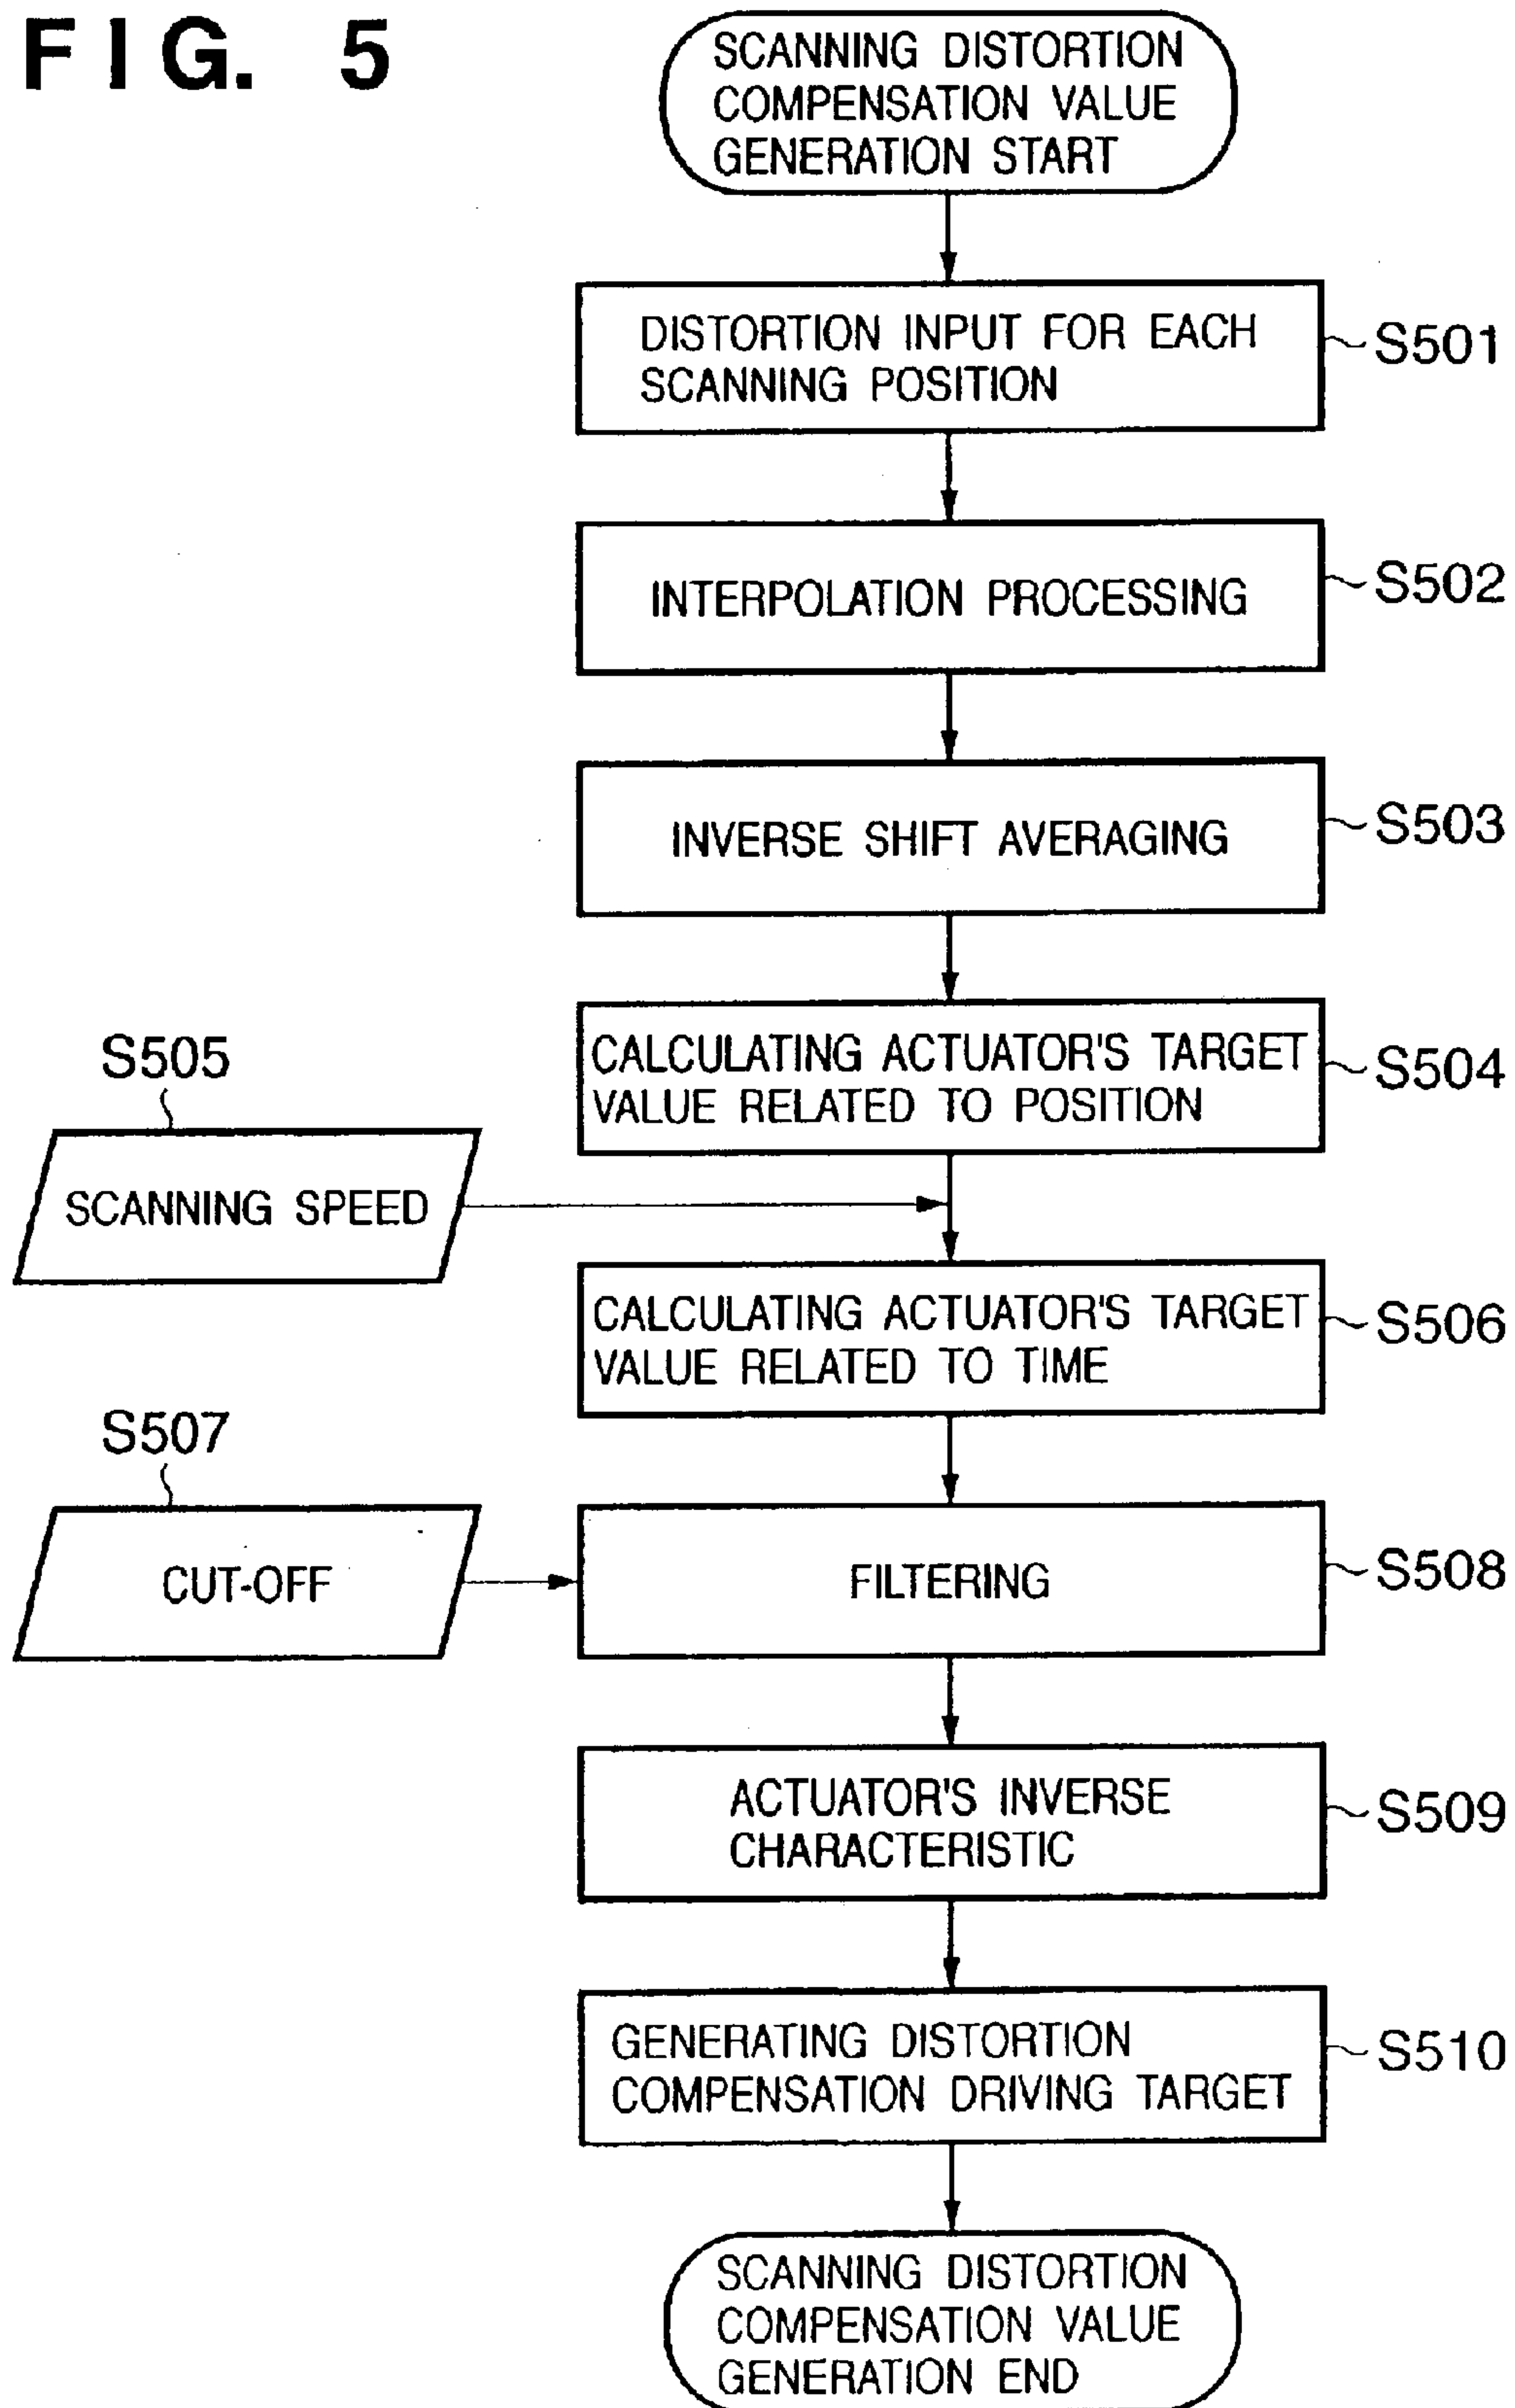 FIG. 5
SCANNING DISTORTION
COMPENSATION VALUE
GENERATION START
DISTORTION INPUT FOR EACH
SCANNING POSITION
S501
INTERPOLATION PROCESSING
S502
INVERSE SHIFT AVERAGING
S503
CALCULATING ACTUATOR'S TARGET
VALUE RELATED TO POSITION
S504
S505
SCANNING SPEED
CALCULATING ACTUATOR'S TARGET
VALUE RELATED TO TIME
S506
S507
CUT-OFF
FILTERING
S508
ACTUATOR'S INVERSE
CHARACTERISTIC
S509
GENERATING DISTORTION
COMPENSATION DRIVING TARGET
S510
SCANNING DISTORTION
COMPENSATION VALUE
GENERATION END